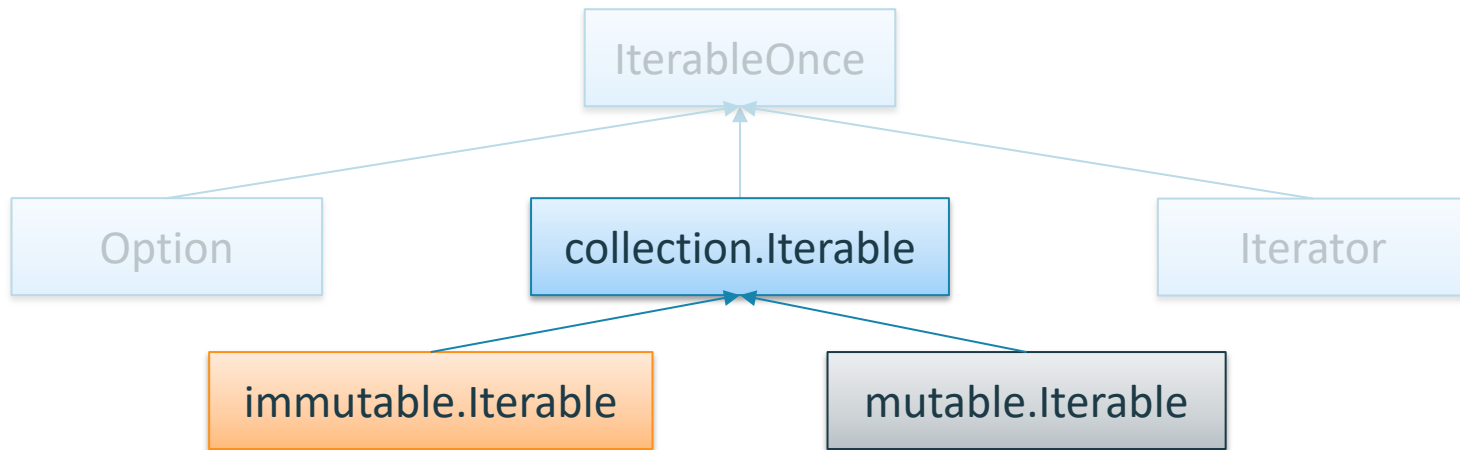 IterableOnce
Option
collection.Iterable
Iterator
immutable.Iterable
mutable.Iterable